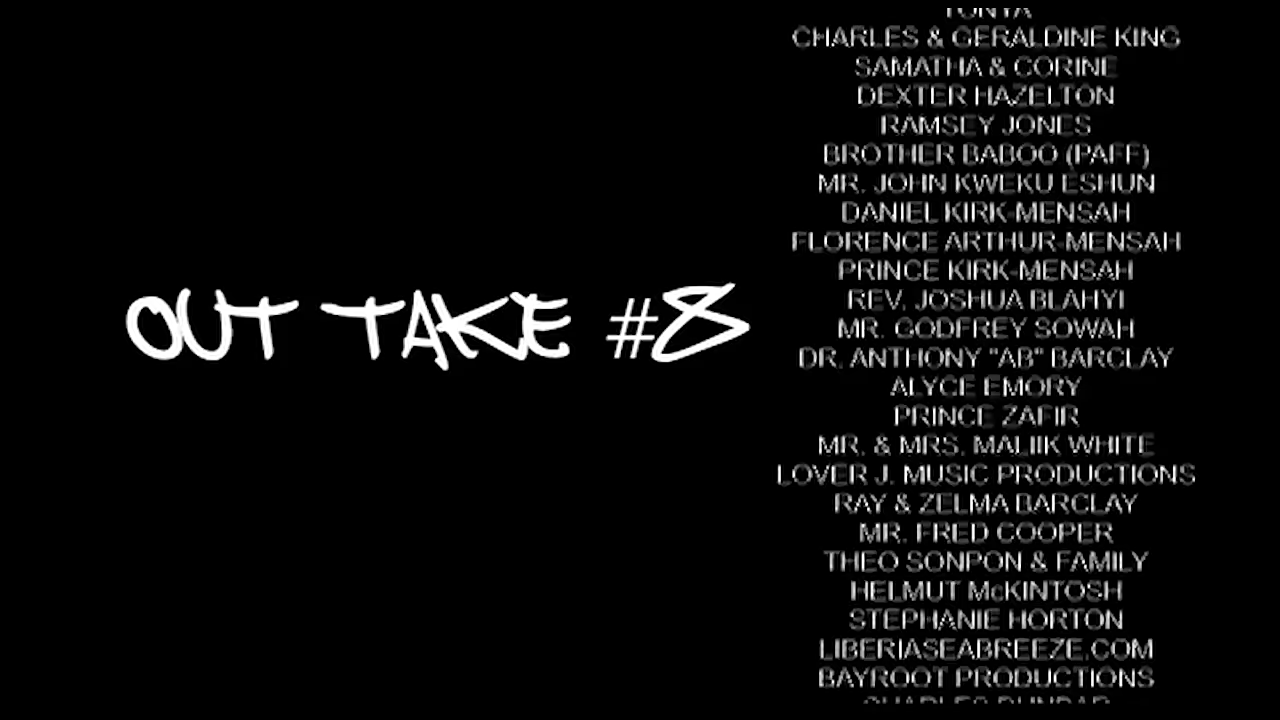 OUT TAKE #8
TONYA
CHARLES & GERALDINE KING
SAMATHA & CORINE
DEXTER HAZELTON
RAMSEY JONES
BROTHER BABOO (PAFF)
MR. JOHN KWEKU ESHUN
DANIEL KIRK-MENSAH
FLORENCE ARTHUR-MENSAH
PRINCE KIRK-MENSAH
REV. JOSHUA BLAHYI
MR. GODFREY SOWAH
DR. ANTHONY "AB" BARCLAY
ALYCE EMORY
PRINCE ZAFIR
MR. & MRS. MALIIK WHITE
LOVER J. MUSIC PRODUCTIONS
RAY & ZELMA BARCLAY
MR. FRED COOPER
THEO SONPON & FAMILY
HELMUT McKINTOSH
STEPHANIE HORTON
LIBERIASEABREEZE.COM
BAYROOT PRODUCTIONS
CHARLES DUNBAR